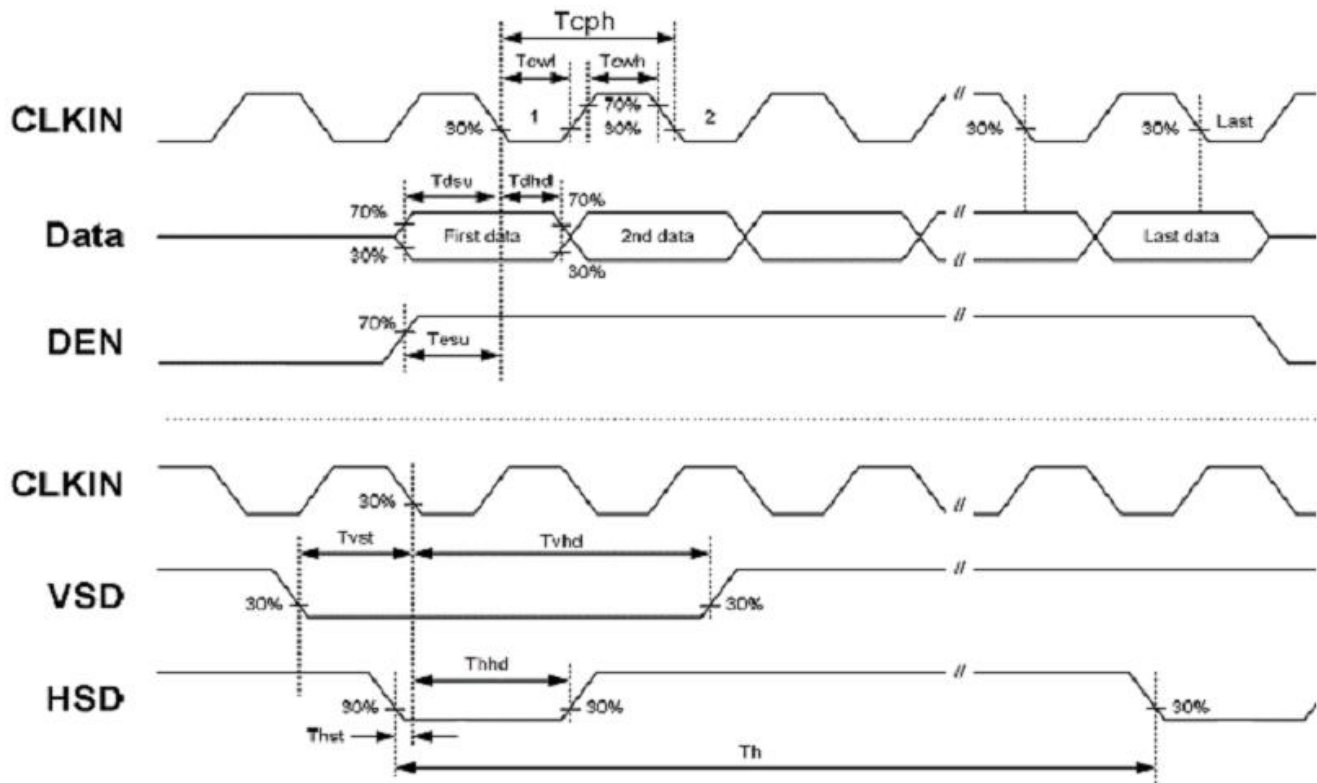 Tcph
Tcwl Tcwh
CLKIN 30% 1 70% 30% 2 30% 30% Last
Tdsu Tdhd
70% 70%
Data First data 2nd data Last data
30% 30%
70%
DEN Tesu
CLKIN 30%
Tvst Tvhd
VSD 30% 30%
Thhd
HSD 30% 30% 30%
Thst
Th